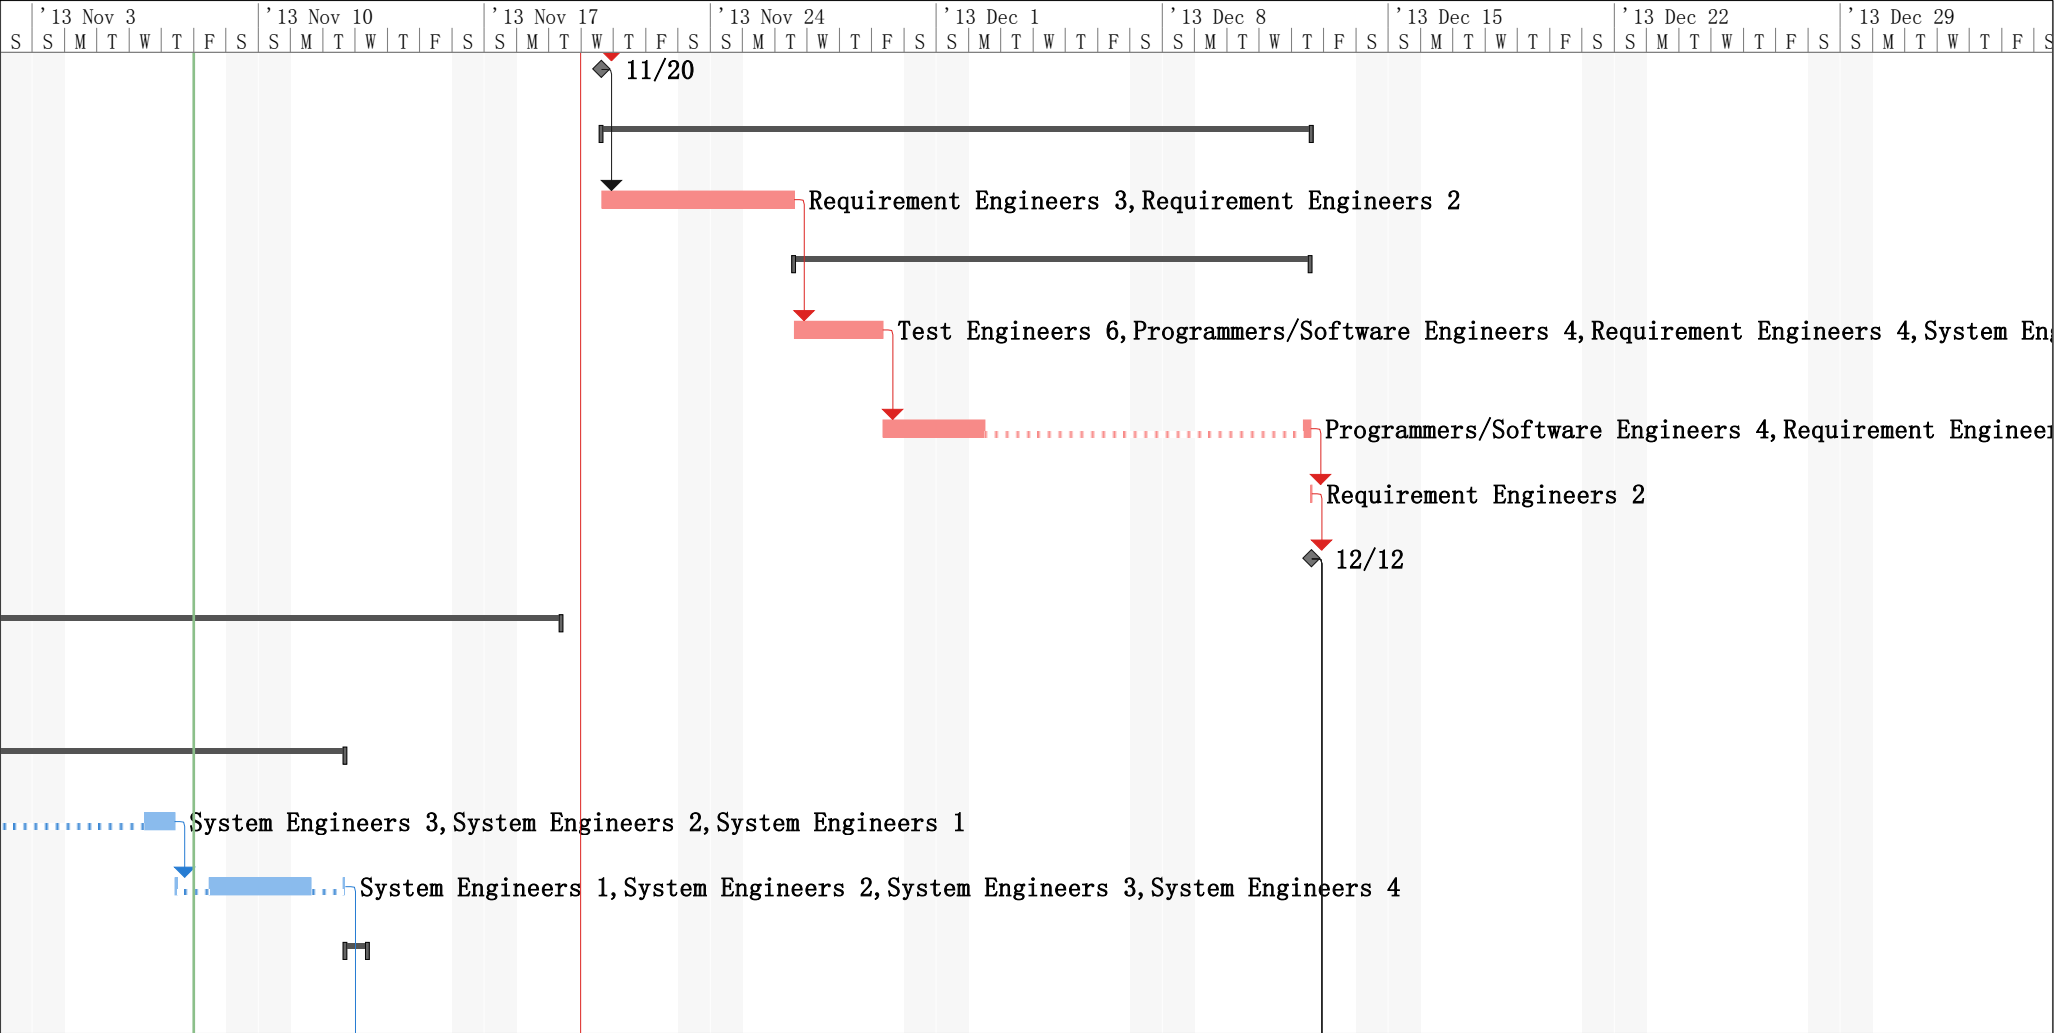 '13 Nov 3 '13 Nov 10 '13 Nov 17 '13 Nov 24 '13 Dec 1 '13 Dec 8 '13 Dec 15 '13 Dec 22 '13 Dec 29
S S M T W T F S S M T W T F S S M T W T F S S M T W T F S S M T W T F S S M T W T F S S M T W T F S S M T W T F S S M T W T F S
11/20
Requirement Engineers 3,Requirement Engineers 2
Test Engineers 6,Programmers/Software Engineers 4,Requirement Engineers 4,System Eng
Programmers/Software Engineers 4,Requirement Engineer
Requirement Engineers 2
12/12
System Engineers 3,System Engineers 2,System Engineers 1
System Engineers 1,System Engineers 2,System Engineers 3,System Engineers 4